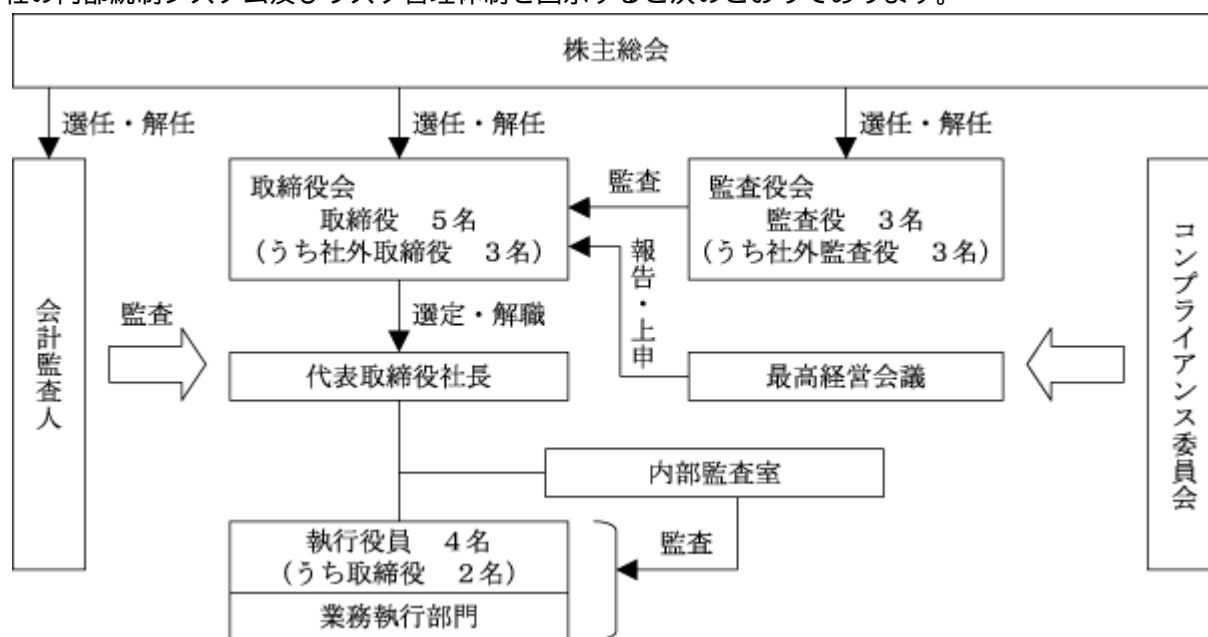 社の内部統制システム及びリスク管理体制を図示すると次のとおりであります。
株主総会
選任・解任
選任・解任
選任・解任
会計監査人
監査
取締役会
取締役 5名
(うち社外取締役 3名)
監査
監査役会
監査役 3名
(うち社外監査役 3名)
報告・上申
選定・解職
代表取締役社長
最高経営会議
コンプライアンス委員会
内部監査室
監査
執行役員 4名
(うち取締役 2名)
業務執行部門